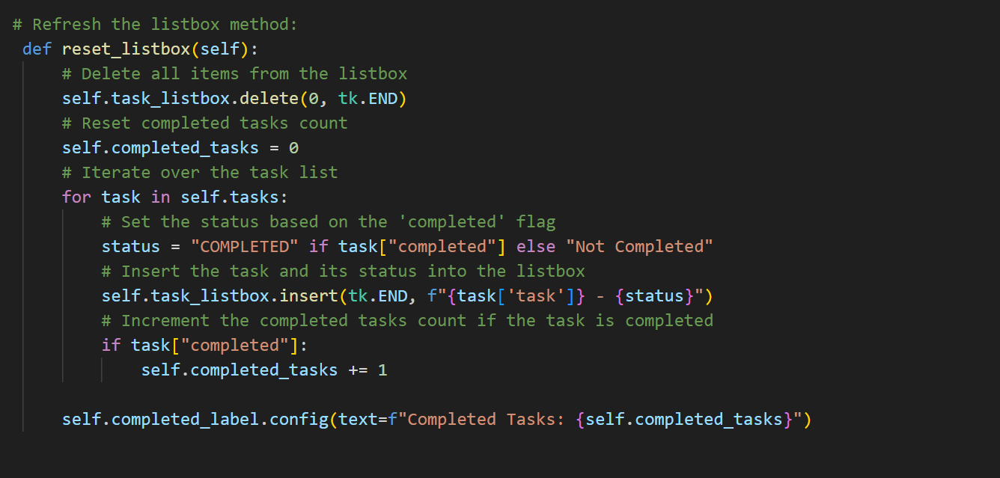 # Refresh the listbox method:
def reset_listbox(self):
# Delete all items from the listbox
self.task_listbox.delete(0, tk.END)
# Reset completed tasks count
self.completed_tasks = 0
# Iterate over the task list
for task in self.tasks:
# Set the status based on the 'completed' flag
status = "COMPLETED" if task["completed"] else "Not Completed"
# Insert the task and its status into the listbox
self.task_listbox.insert(tk.END, f"{task['task']} - {status}")
# Increment the completed tasks count if the task is completed
if task["completed"]:
self.completed_tasks += 1
self.completed_label.config(text=f"Completed Tasks: {self.completed_tasks}")